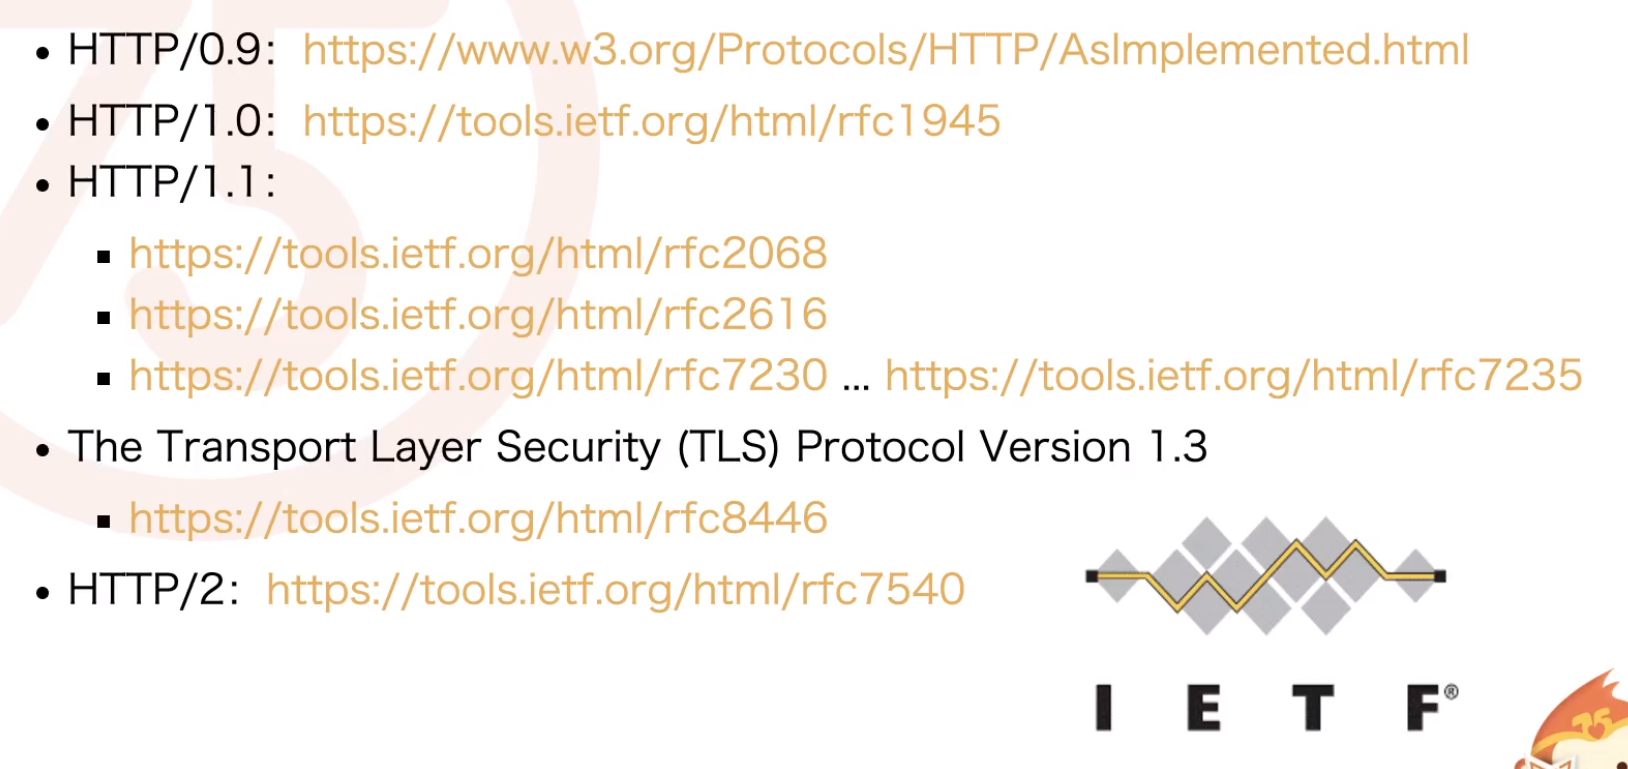 • HTTP/0.9: https://www.w3.org/Protocols/HTTP/AsImplemented.html
• HTTP/1.0: https://tools.ietf.org/html/rfc1945
• HTTP/1.1:
▪ https://tools.ietf.org/html/rfc2068
▪ https://tools.ietf.org/html/rfc2616
▪ https://tools.ietf.org/html/rfc7230 ... https://tools.ietf.org/html/rfc7235
• The Transport Layer Security (TLS) Protocol Version 1.3
▪ https://tools.ietf.org/html/rfc8446
• HTTP/2: https://tools.ietf.org/html/rfc7540
I E T F®
75